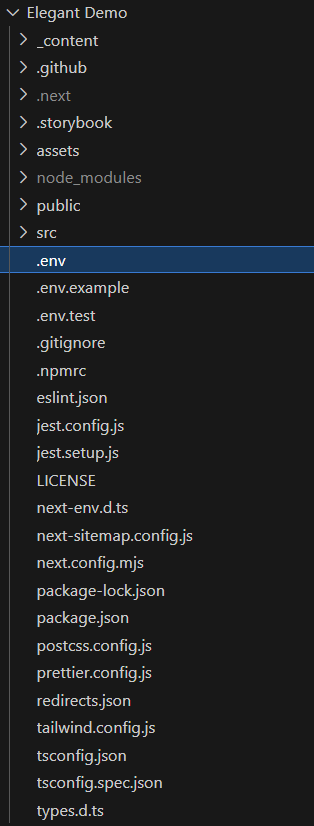 Elegant Demo
_content
.github
.next
.storybook
assets
node_modules
public
src
.env
.env.example
.env.test
.gitignore
.npmrc
eslint.json
jest.config.js
jest.setup.js
LICENSE
next-env.d.ts
next-sitemap.config.js
next.config.mjs
package-lock.json
package.json
postcss.config.js
prettier.config.js
redirects.json
tailwind.config.js
tsconfig.json
tsconfig.spec.json
types.d.ts